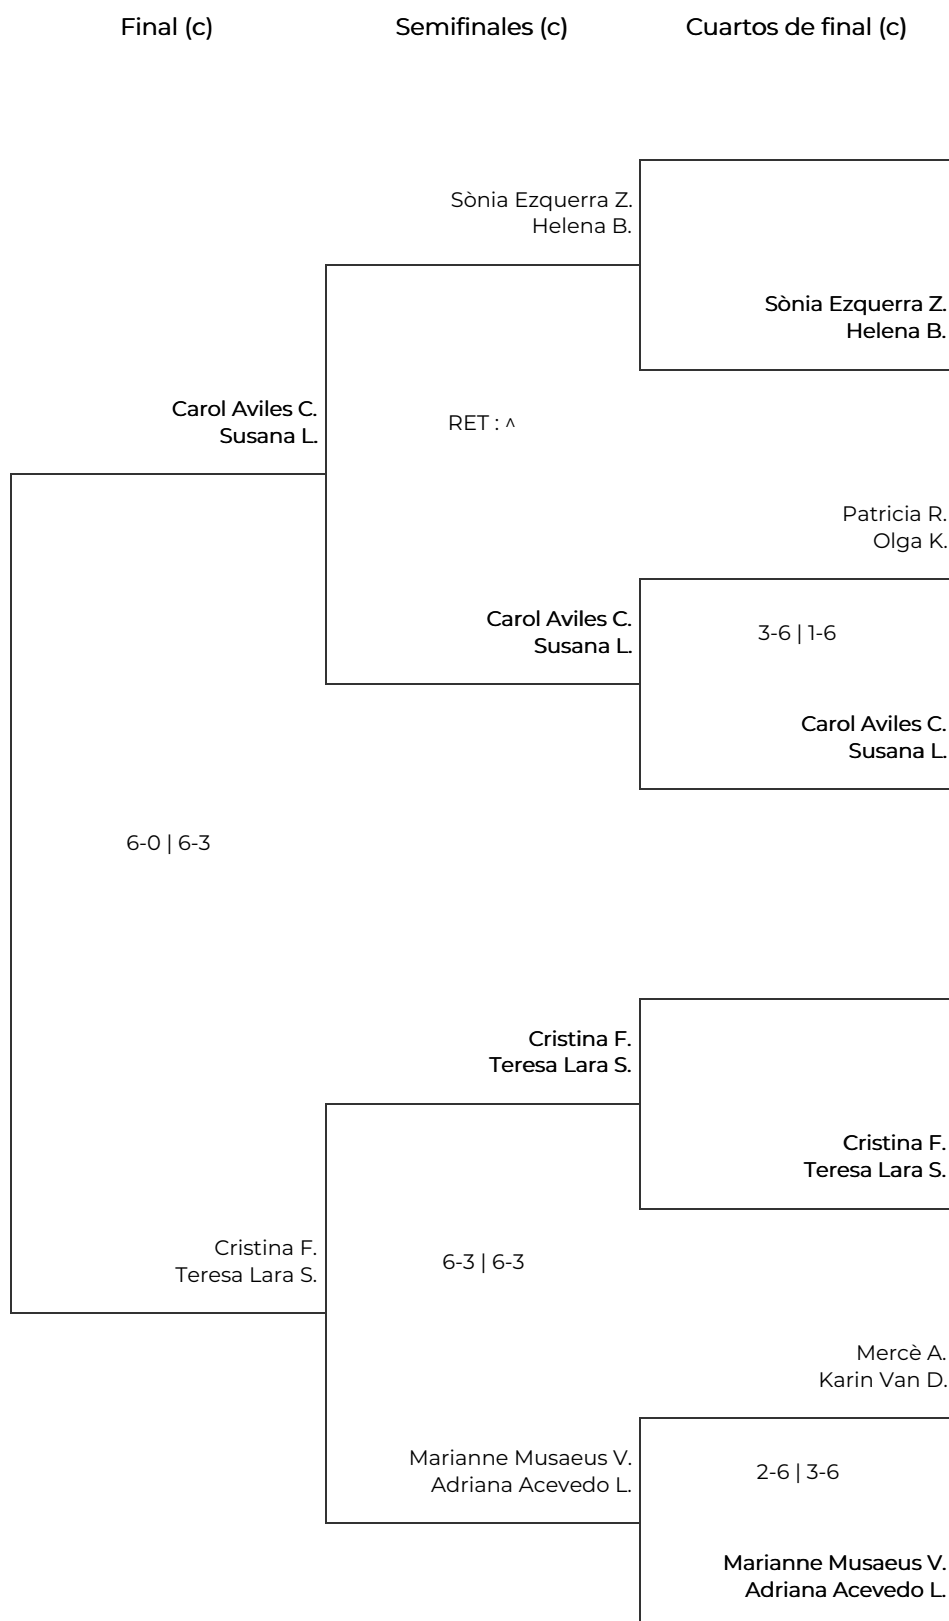 Final (c)
Semifinales (c)
Cuartos de final (c)
Sònia Ezquerra Z.
Helena B.
Sònia Ezquerra Z.
Helena B.
Carol Aviles C.
Susana L.
RET : ^
Patricia R.
Olga K.
Carol Aviles C.
Susana L.
3-6 | 1-6
Carol Aviles C.
Susana L.
6-0 | 6-3
Cristina F.
Teresa Lara S.
Cristina F.
Teresa Lara S.
Cristina F.
Teresa Lara S.
6-3 | 6-3
Mercè A.
Karin Van D.
Marianne Musaeus V.
Adriana Acevedo L.
2-6 | 3-6
Marianne Musaeus V.
Adriana Acevedo L.